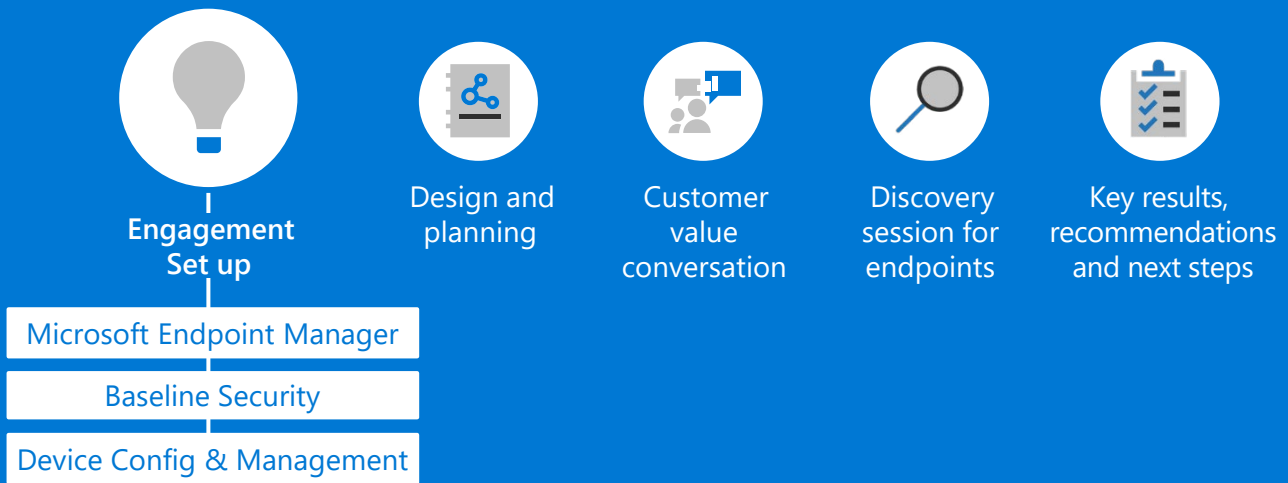 Engagement
Set up
Microsoft Endpoint Manager
Baseline Security
Device Config & Management
Design and
planning
Customer
value
conversation
Discovery
session for
endpoints
Key results,
recommendations
and next steps